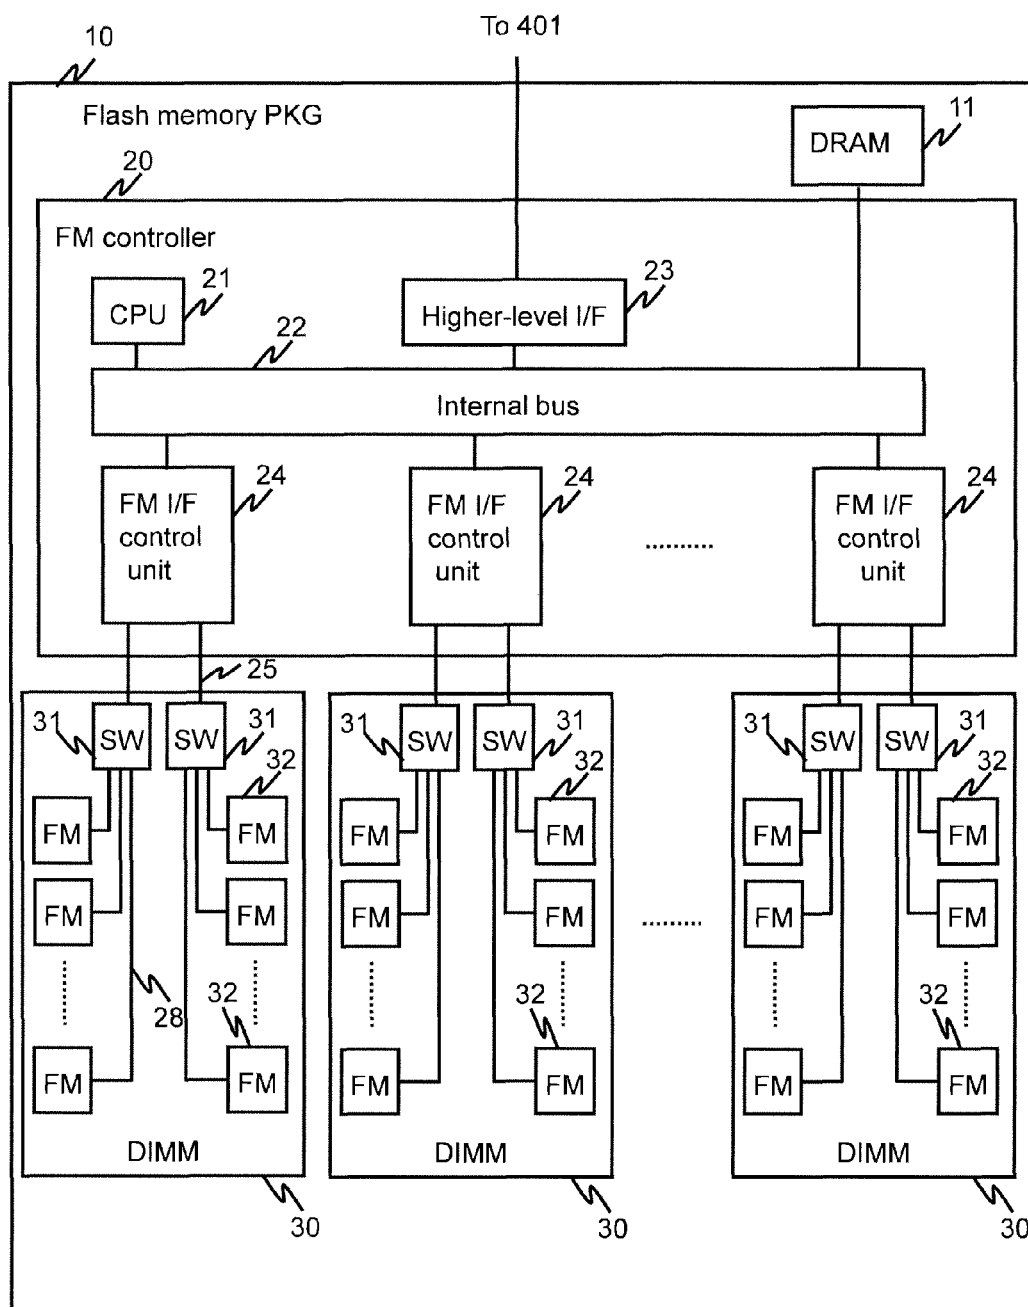 To 401
10
Flash memory PKG
11
DRAM
20
FM controller
21
CPU
23
Higher-level I/F
22
Internal bus
24
24
24
FM I/F
control
unit
FM I/F
control
unit
.........
FM I/F
control
unit
25
31
SW
SW
31
31
SW
SW
31
31
SW
SW
31
32
32
32
FM
FM
FM
FM
FM
FM
FM
FM
FM
FM
.........
FM
FM
28
32
32
32
FM
FM
FM
FM
FM
FM
DIMM
DIMM
DIMM
30
30
30